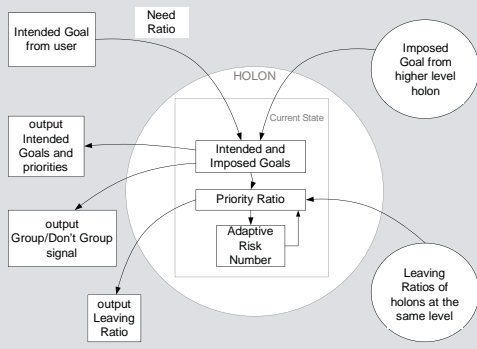 Intended Goal
from user
Need
Ratio
Imposed
Goal from
higher level
holon
HOLON
Current State
output
Intended
Goals and
priorities
Intended and
Imposed Goals
Priority Ratio
output
Group/Don't Group
signal
Adaptive
Risk
Number
Leaving
Ratios of
holons at the
same level
output
Leaving
Ratio